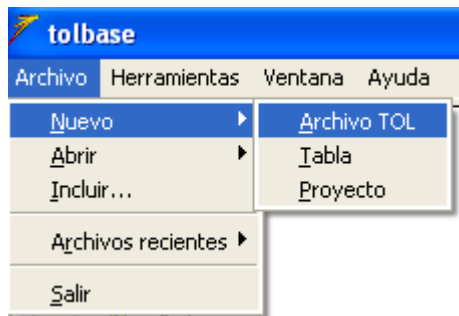 tolbase
Archivo Herramientas Ventana Ayuda
Nuevo
Archivo TOL
Abrir
Tabla
Incluir...
Proyecto
Archivos recientes
Salir